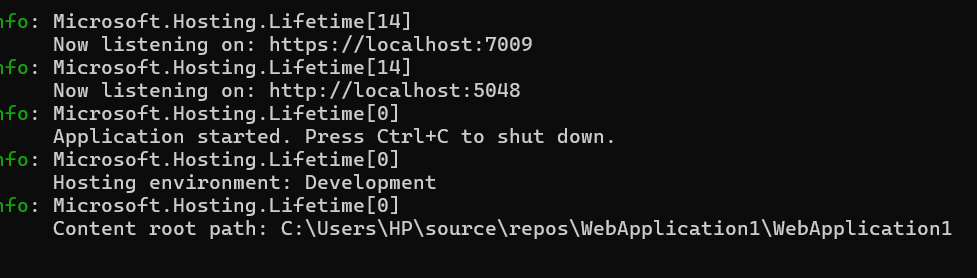 nfo: Microsoft.Hosting.Lifetime[14]
Now listening on: https://localhost:7009
nfo: Microsoft.Hosting.Lifetime[14]
Now listening on: http://localhost:5048
nfo: Microsoft.Hosting.Lifetime[0]
Application started. Press Ctrl+C to shut down.
nfo: Microsoft.Hosting.Lifetime[0]
Hosting environment: Development
nfo: Microsoft.Hosting.Lifetime[0]
Content root path: C:\Users\HP\source\repos\WebApplication1\WebApplication1